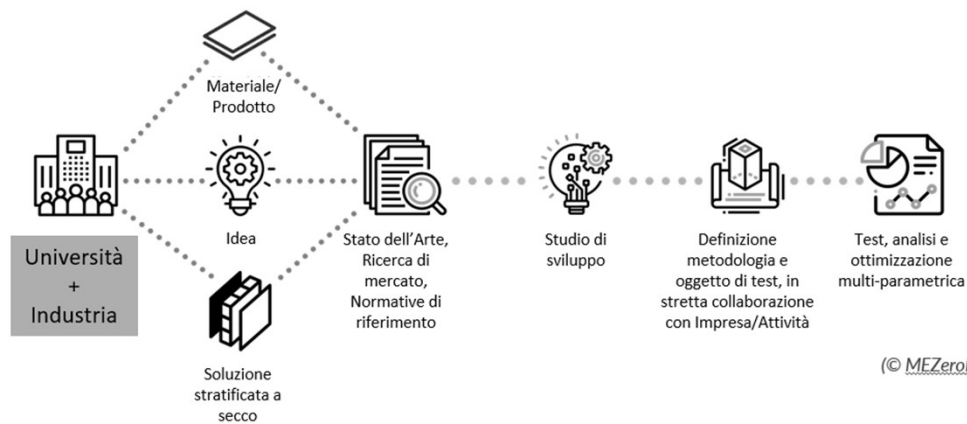 Materiale/
Prodotto
Università
+
Industria
Idea
Soluzione
stratificata a
secco
Stato dell'Arte,
Ricerca di
mercato,
Normative di
riferimento
Studio di
sviluppo
Definizione
metodologia e
oggetto di test, in
stretta collaborazione
con Impresa/Attività
Test, analisi e
ottimizzazione
multi-parametrica